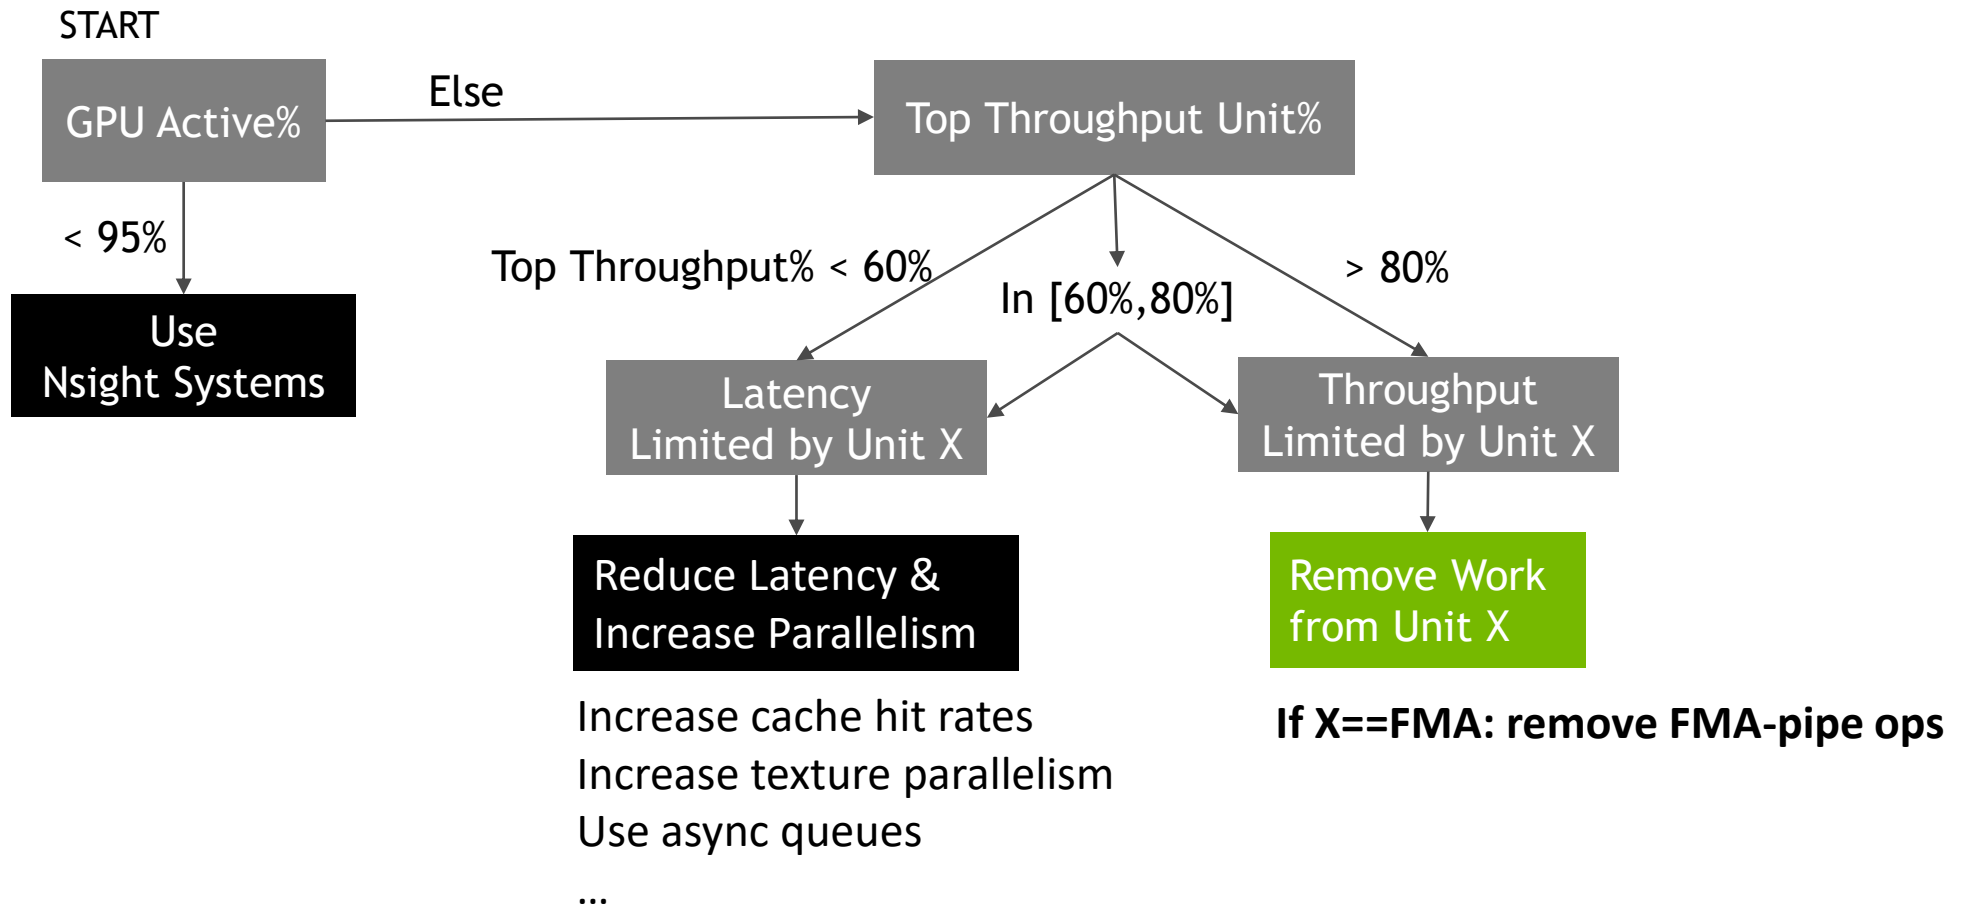 START
GPU Active%
Else
Top Throughput Unit%
< 95%
Top Throughput% < 60%
In [60%,80%]
> 80%
Use
Nsight Systems
Latency
Limited by Unit X
Throughput
Limited by Unit X
Reduce Latency &
Increase Parallelism
Remove Work
from Unit X
Increase cache hit rates
Increase texture parallelism
Use async queues
...
If X==FMA: remove FMA-pipe ops